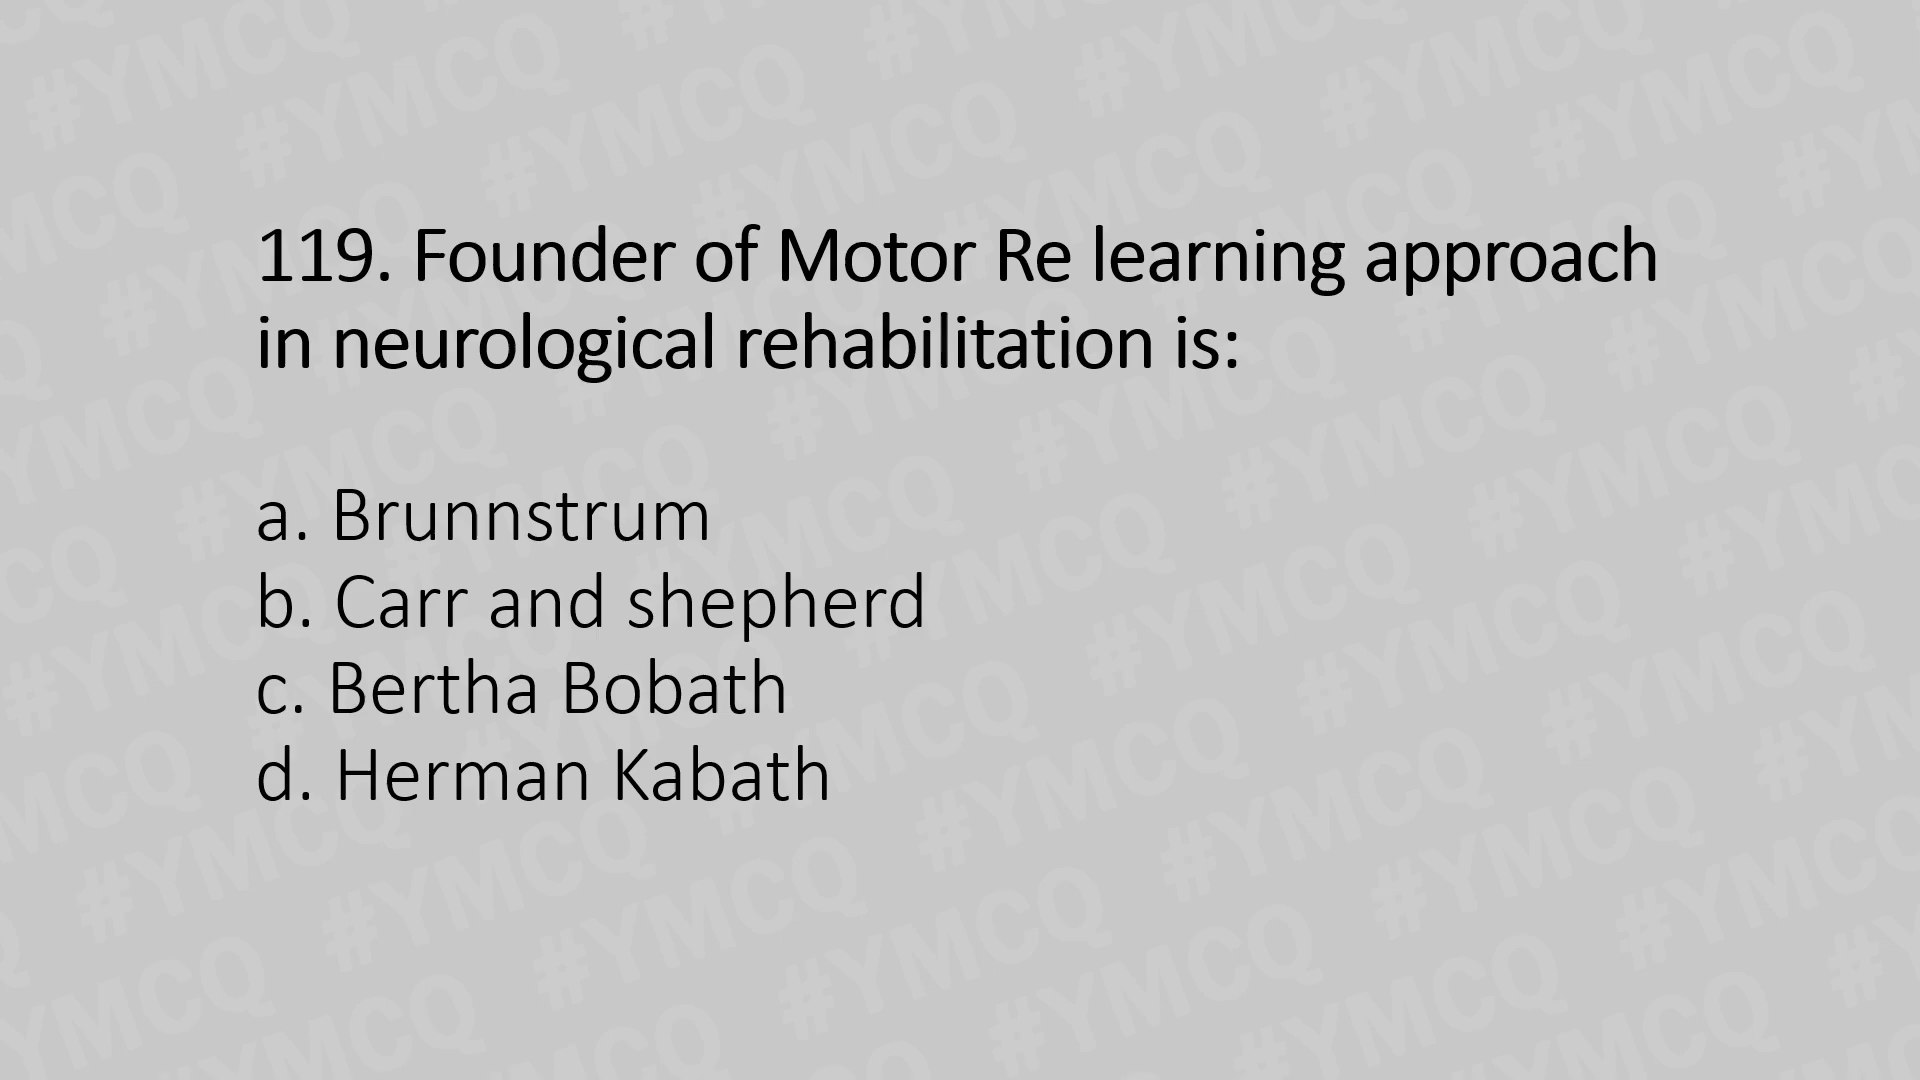 119. Founder of Motor Re learning approach
in neurological rehabilitation is:
a. Brunnstrum
b. Carr and shepherd
c. Bertha Bobath
d. Herman Kabath
#YMCQ